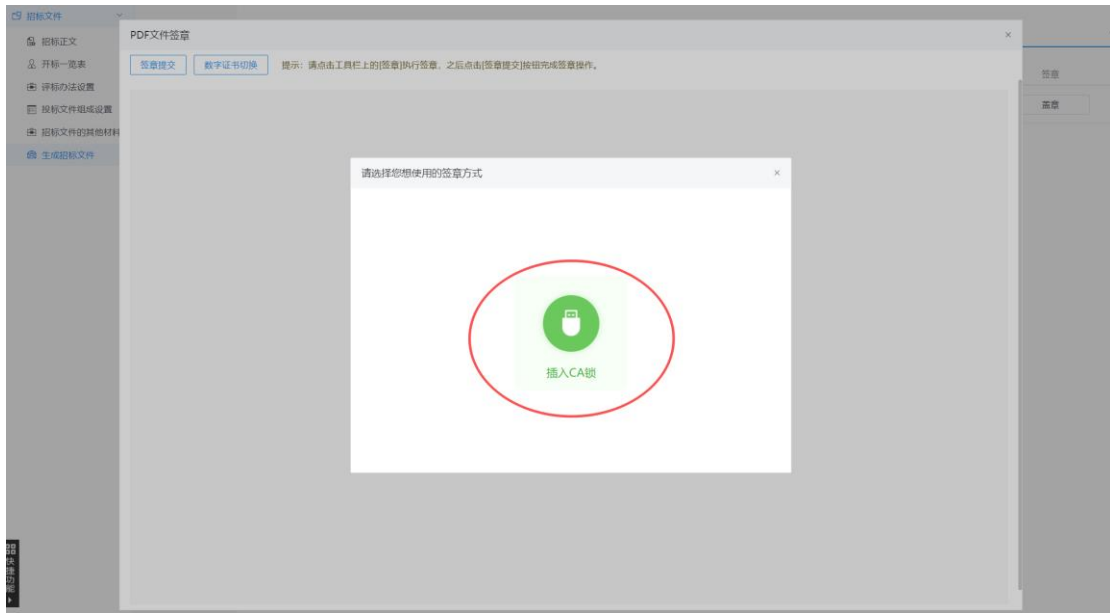 招标文件
招标正文
开标一览表
评标办法设置
投标文件组成设置
招标文件的其他材料
生成招标文件
PDF文件签章
签章提交 数字证书切换 提示：请点击工具栏上的[签章]执行签章，之后点击[签章提交]按钮完成签章操作。
签章
盖章
请选择您想使用的签章方式
插入CA锁
快捷功能